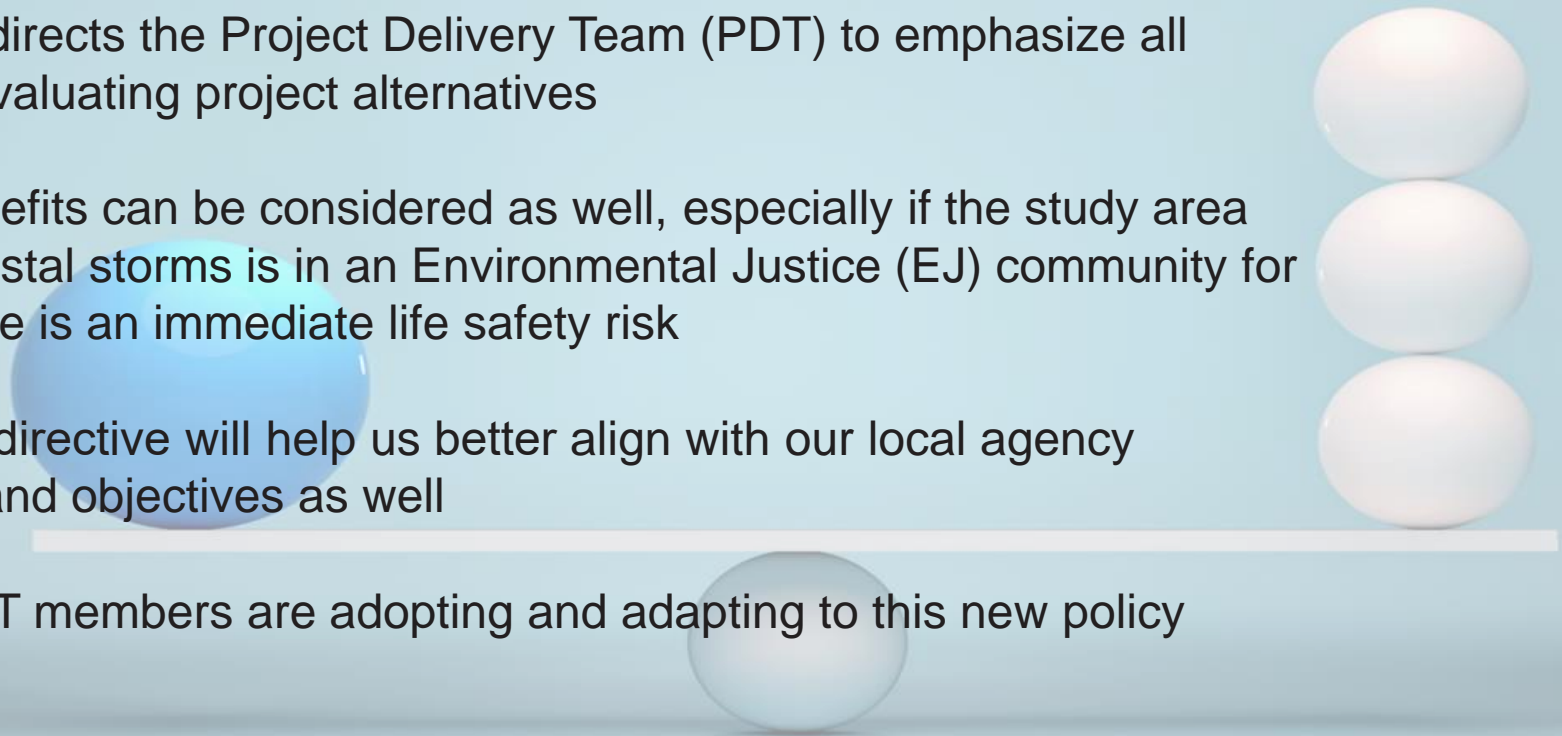 directs the Project Delivery Team (PDT) to emphasize all
valuating project alternatives
efits can be considered as well, especially if the study area
stal storms is in an Environmental Justice (EJ) community for
e is an immediate life safety risk
directive will help us better align with our local agency
and objectives as well
T members are adopting and adapting to this new policy